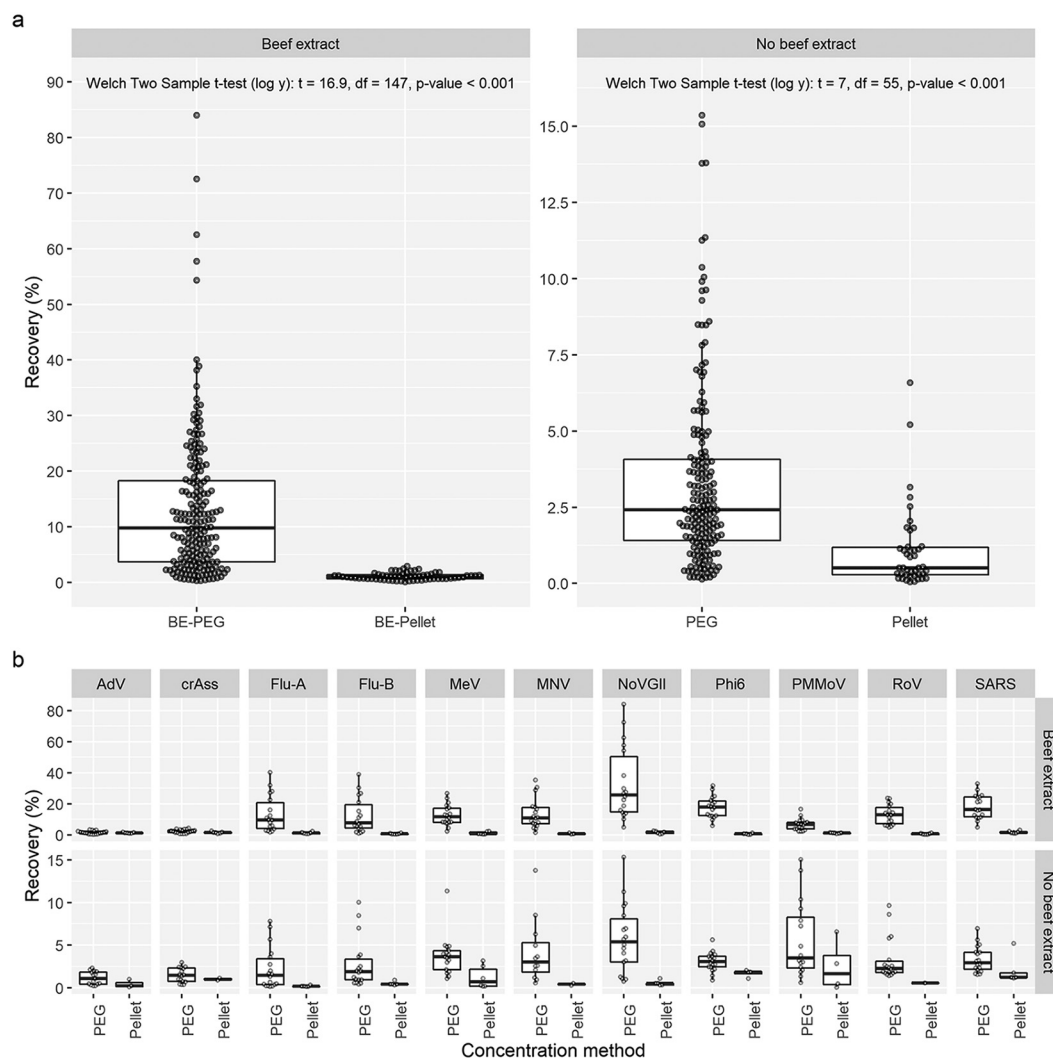 a
Beef extract
No beef extract
Welch Two Sample t-test (log y): t = 16.9, df = 147, p-value < 0.001
Welch Two Sample t-test (log y): t = 7, df = 55, p-value < 0.001
Recovery (%)
90
80
70
60
50
40
30
20
10
0
15.0
12.5
10.0
7.5
5.0
2.5
0.0
BE-PEG
BE-Pellet
PEG
Pellet
b
AdV
crAss
Flu-A
Flu-B
MeV
MNV
NoVGII
Phi6
PMMoV
RoV
SARS
Recovery (%)
80
60
40
20
0
Beef extract
Recovery (%)
15
10
5
0
No beef extract
PEG
Pellet
PEG
Pellet
PEG
Pellet
PEG
Pellet
PEG
Pellet
PEG
Pellet
PEG
Pellet
PEG
Pellet
PEG
Pellet
PEG
Pellet
PEG
Pellet
Concentration method